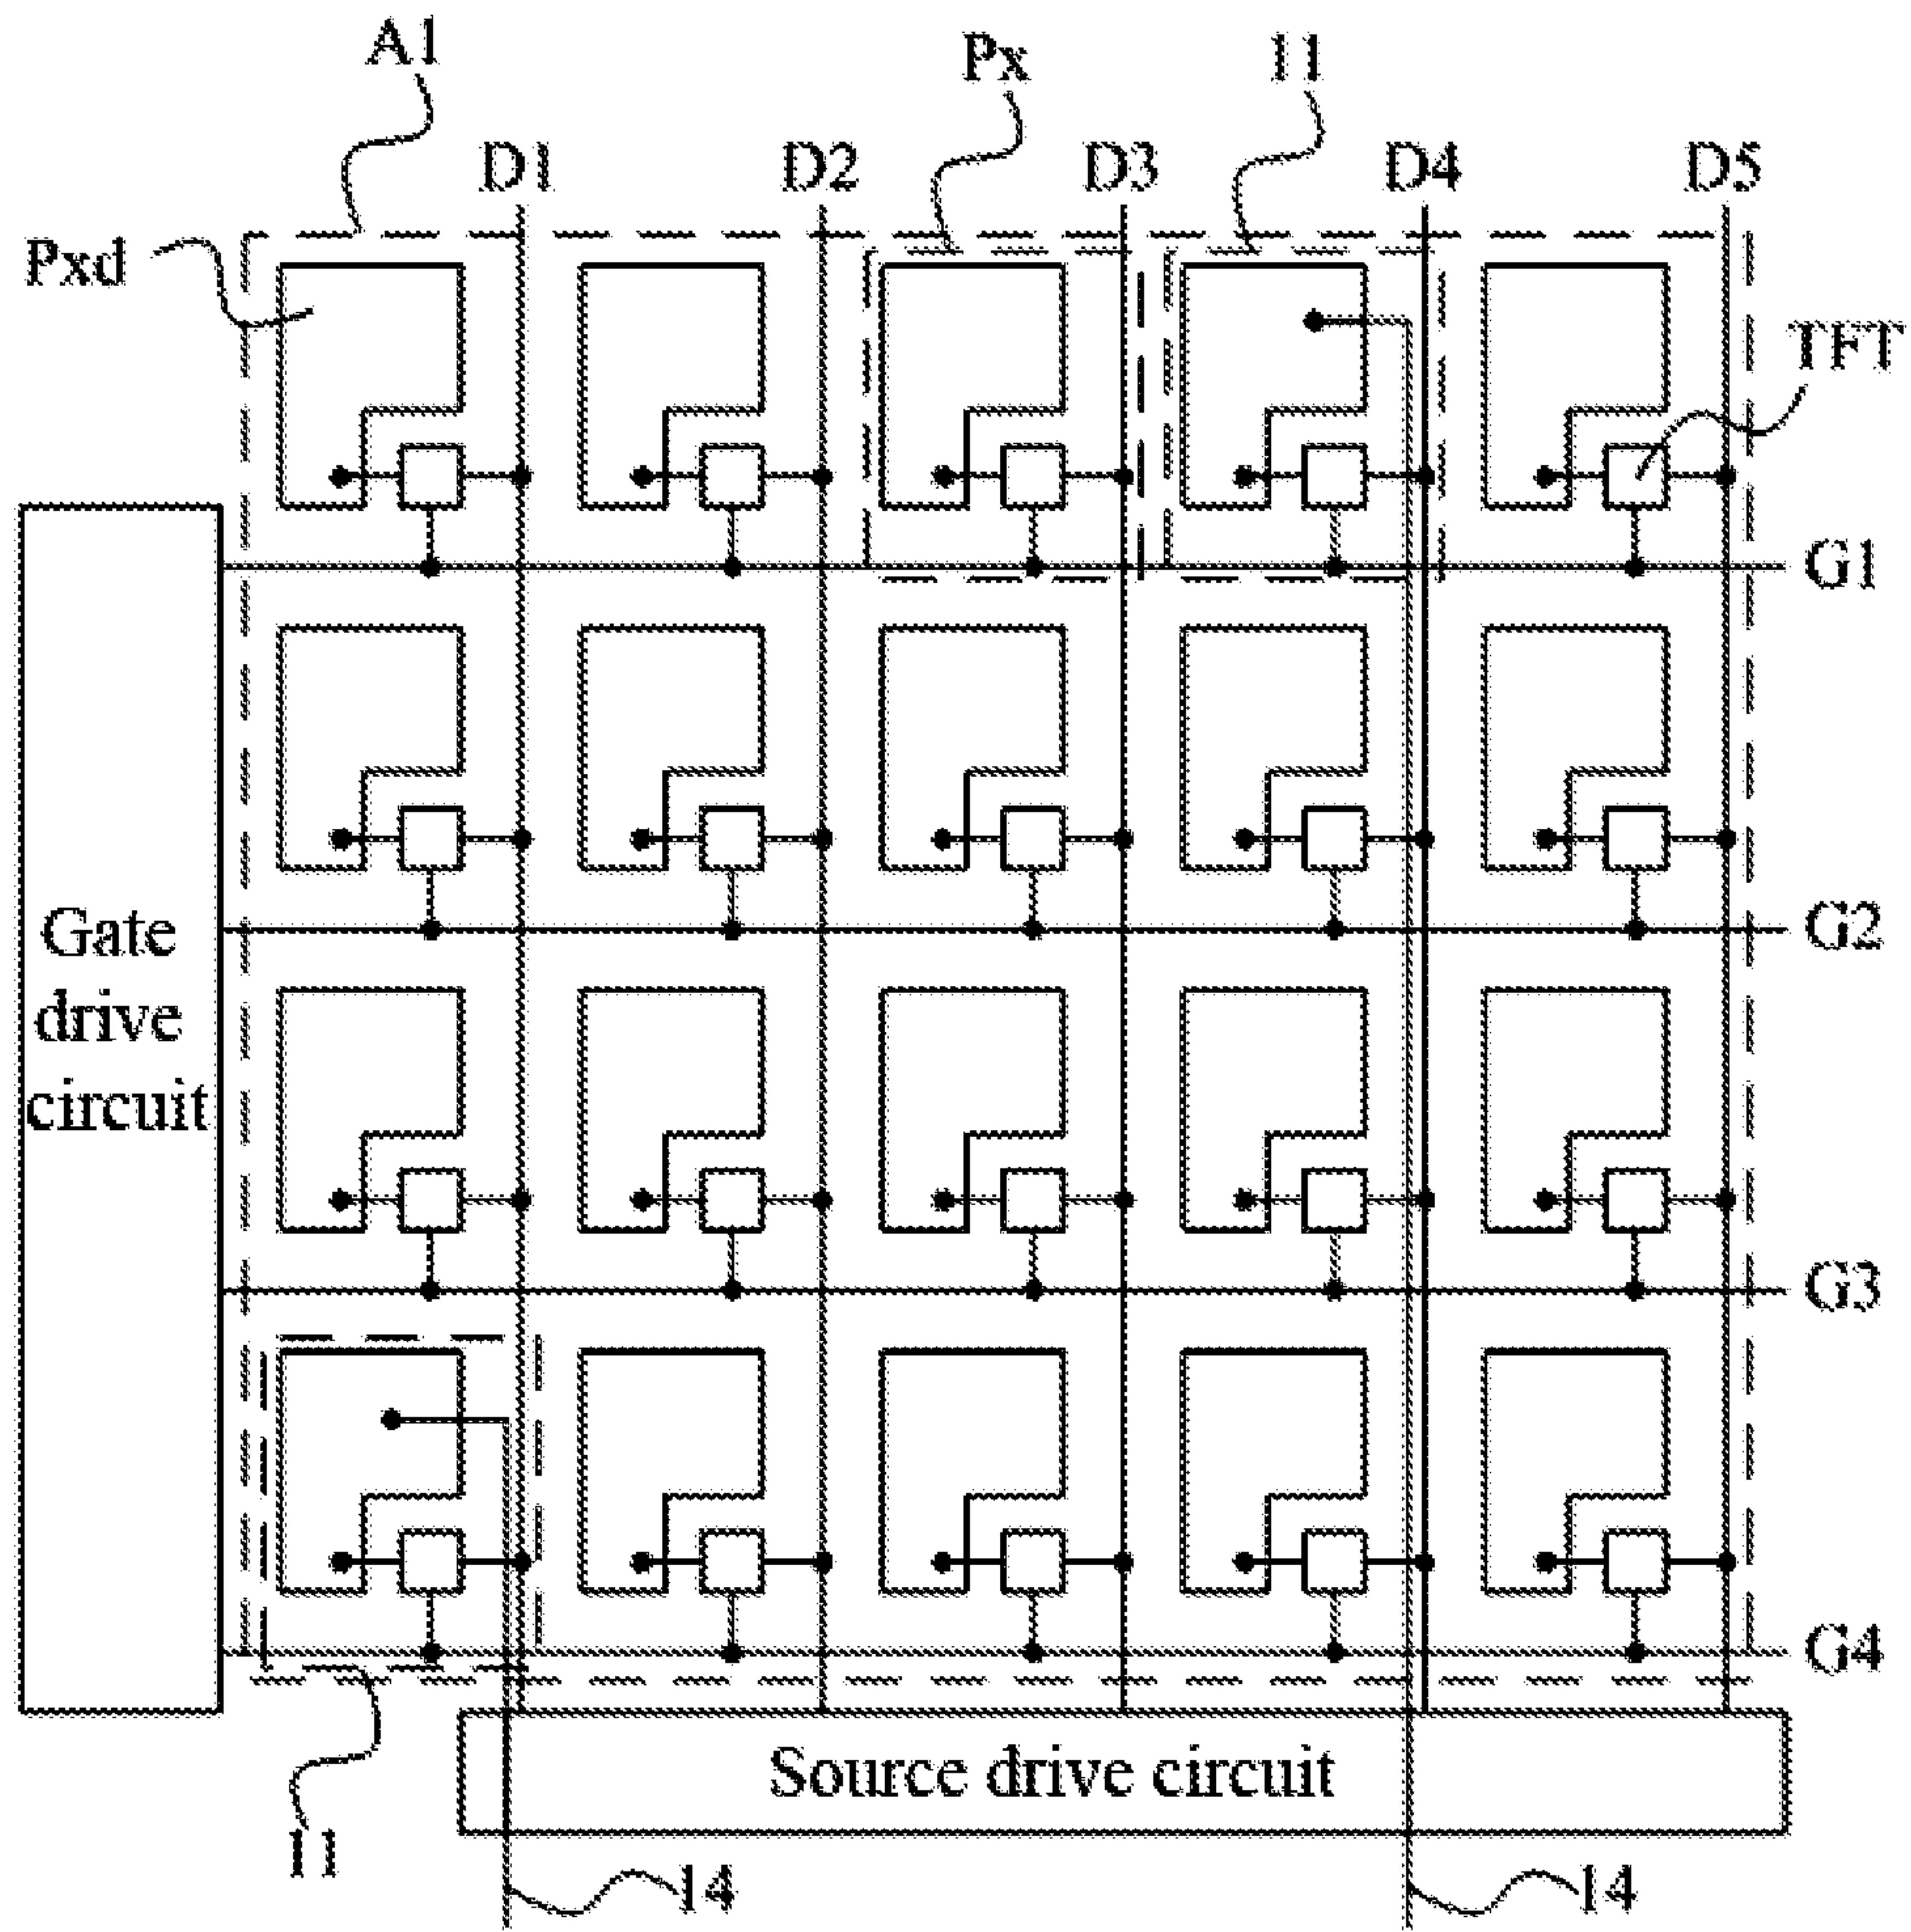 A1
Px
11
D1
D2
D3
D4
D5
Pxd
TFT
G1
G2
Gate
drive
circuit
G3
G4
Source drive circuit
11
14
14